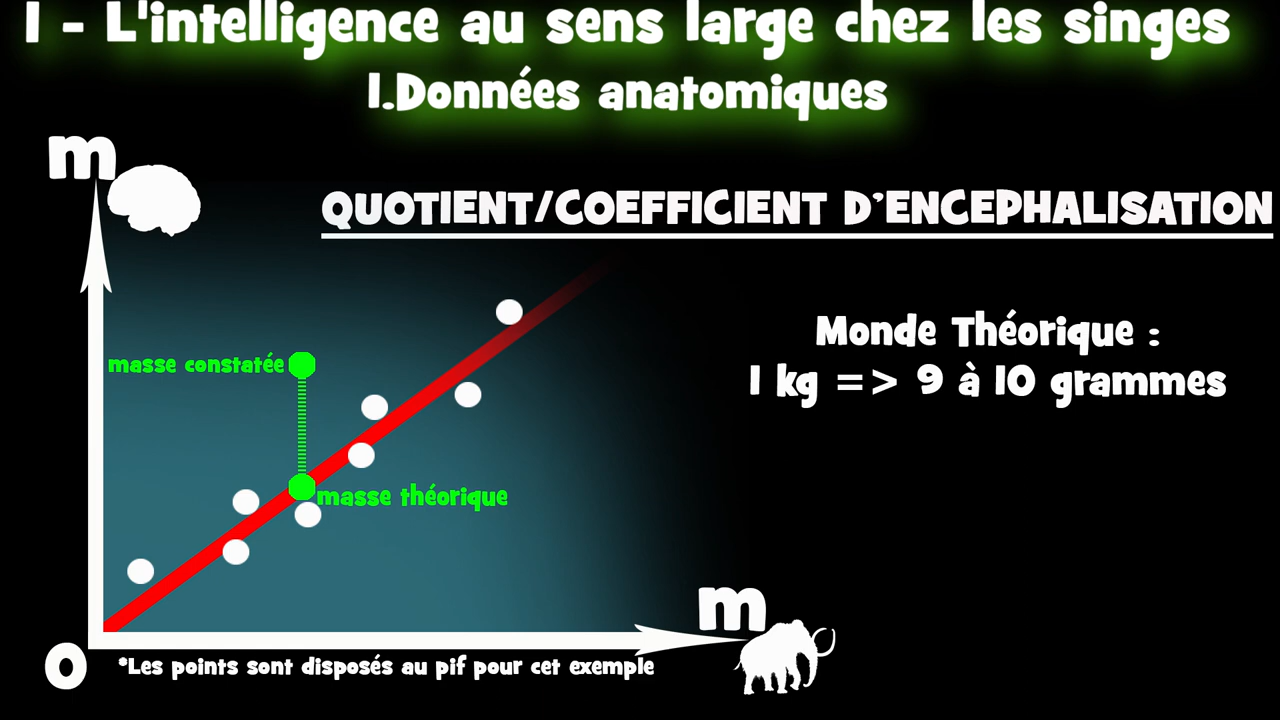 I - L'intelligence au sens large chez les singes
1.Données anatomiques
m
QUOTIENT/COEFFICIENT D'ENCEPHALISATION
Monde Théorique :
1 kg => 9 à 10 grammes
masse constatée
masse théorique
m
0
*Les points sont disposés au pif pour cet exemple